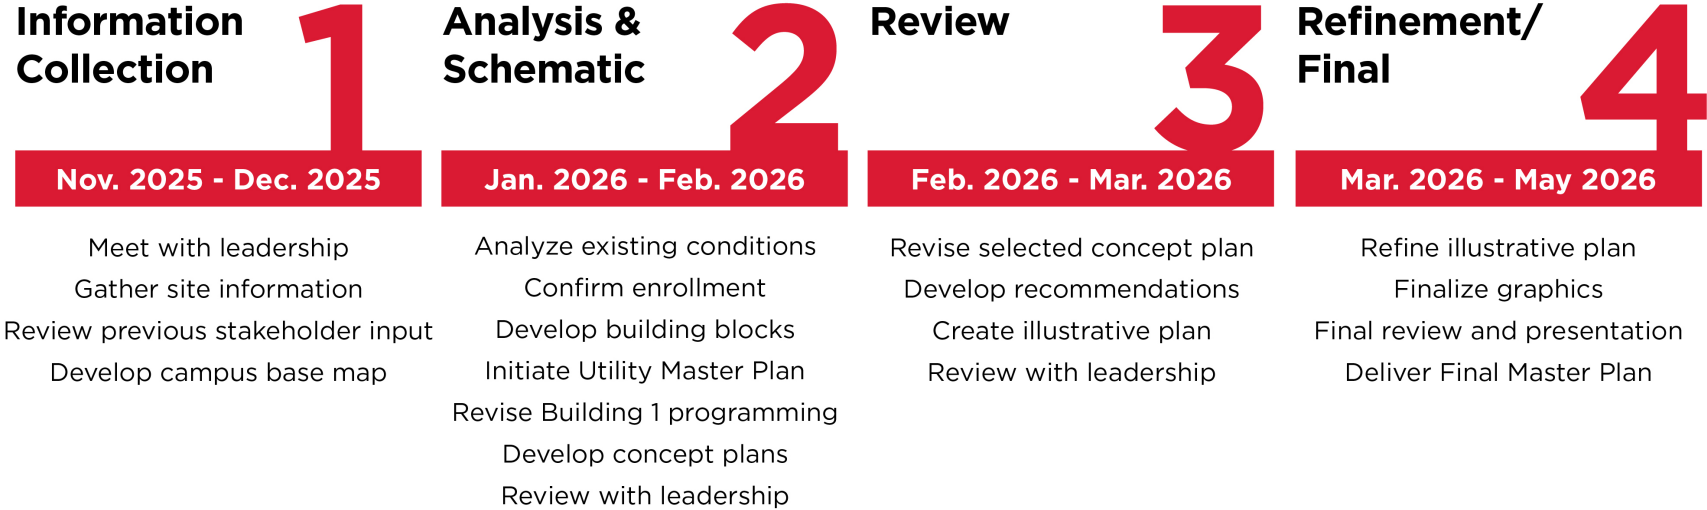 Information
Collection
1
Nov. 2025 - Dec. 2025
Meet with leadership
Gather site information
Review previous stakeholder input
Develop campus base map
Analysis &
Schematic
2
Jan. 2026 - Feb. 2026
Analyze existing conditions
Confirm enrollment
Develop building blocks
Initiate Utility Master Plan
Revise Building 1 programming
Develop concept plans
Review with leadership
Review
3
Feb. 2026 - Mar. 2026
Revise selected concept plan
Develop recommendations
Create illustrative plan
Review with leadership
Refinement/
Final
4
Mar. 2026 - May 2026
Refine illustrative plan
Finalize graphics
Final review and presentation
Deliver Final Master Plan